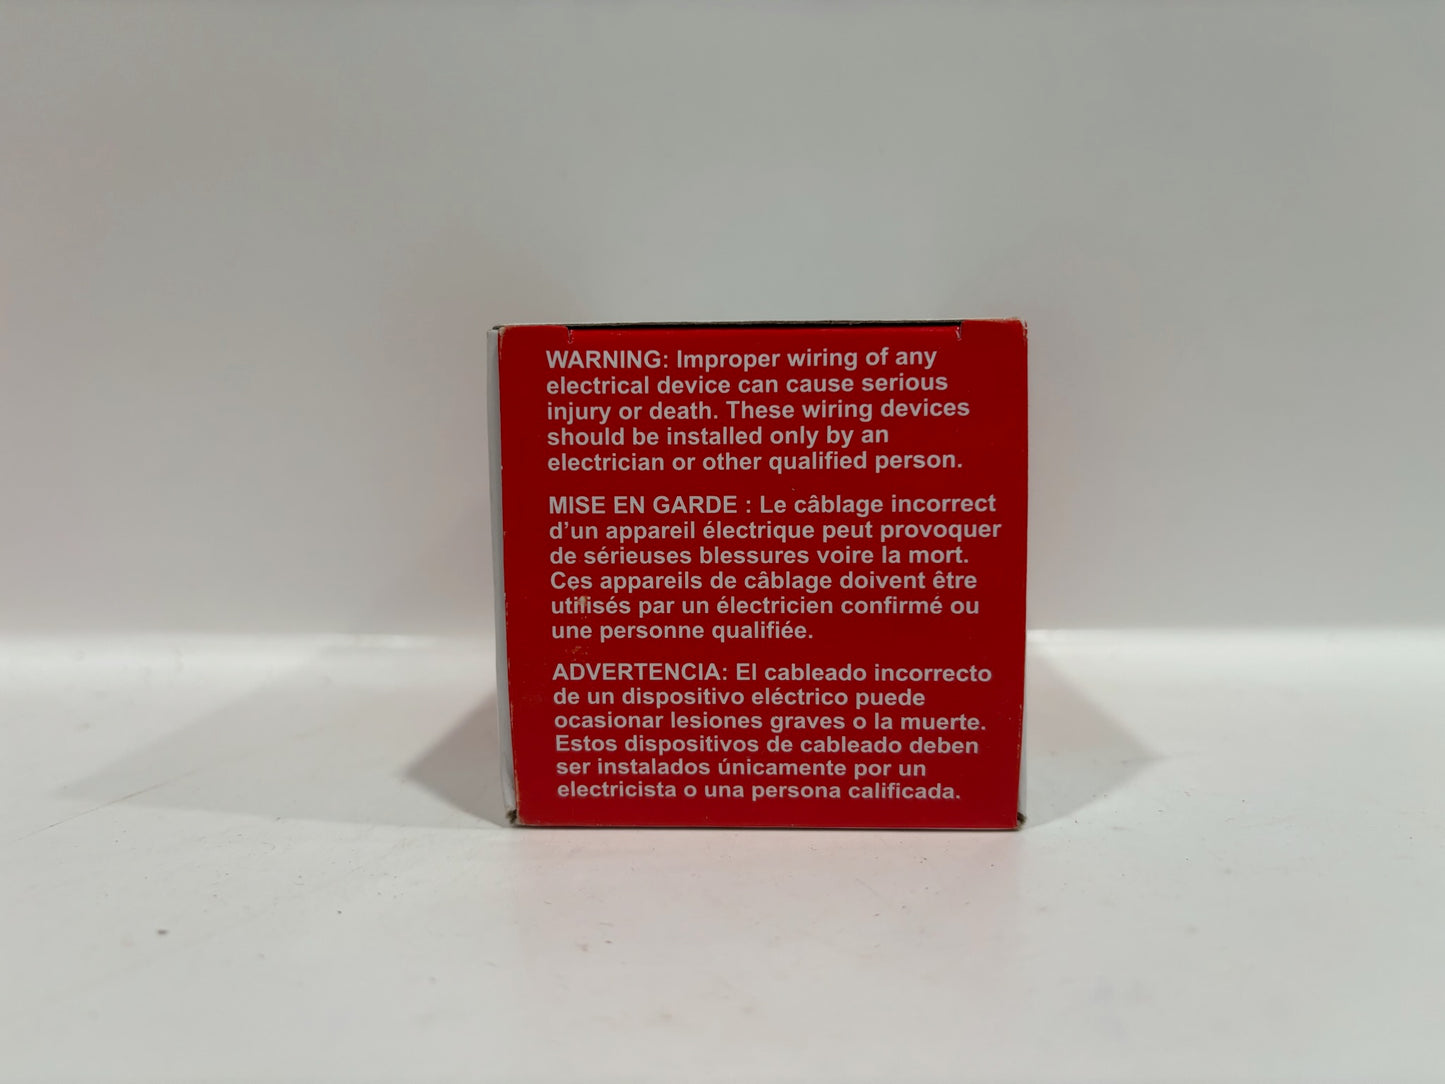 WARNING: Improper wiring of any
electrical device can cause serious
injury or death. These wiring devices
should be installed only by an
electrician or other qualified person.
MISE EN GARDE : Le câblage incorrect
d’un appareil électrique peut provoquer
de sérieuses blessures voire la mort.
Ces appareils de câblage doivent être
utilisés par un électricien confirmé ou
une personne qualifiée.
ADVERTENCIA: El cableado incorrecto
de un dispositivo eléctrico puede
ocasionar lesiones graves o la muerte.
Estos dispositivos de cableado deben
ser instalados únicamente por un
electricista o una persona calificada.